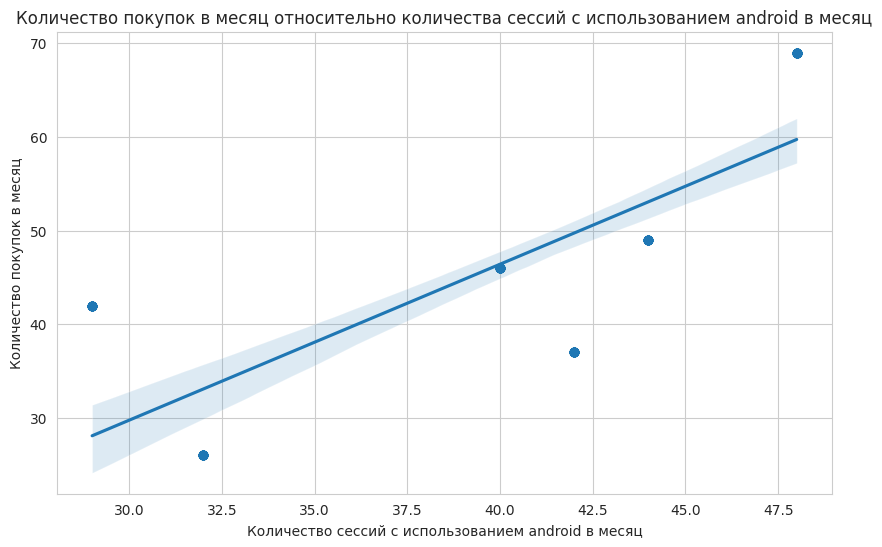 Количество покупок в месяц относительно количества сессий с использованием android в месяц
70
60
50
40
30
Количество покупок в месяц
30.0 32.5 35.0 37.5 40.0 42.5 45.0 47.5
Количество сессий с использованием android в месяц